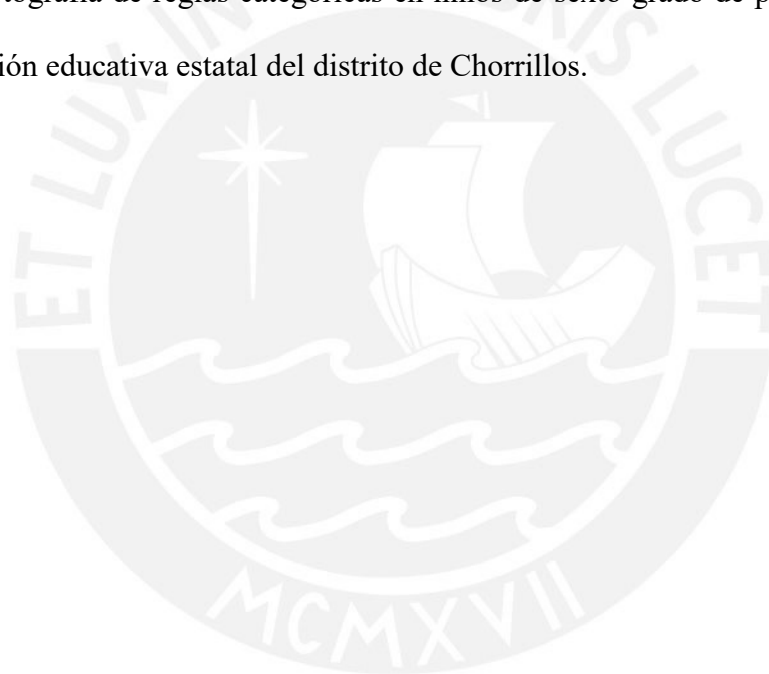 ortografía de reglas categóricas en niños de sexto grado de p
ión educativa estatal del distrito de Chorrillos.
ET LUX IN TENEBRIS LUCET
MCMXVII